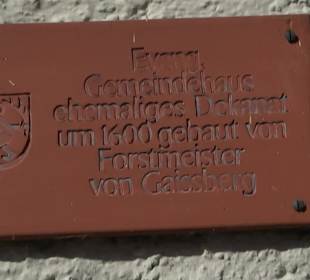 Evang.
Gemeindehaus
ehemaliges Dekanat
um 1600 gebaut von
Forstmeister
von Gaissberg